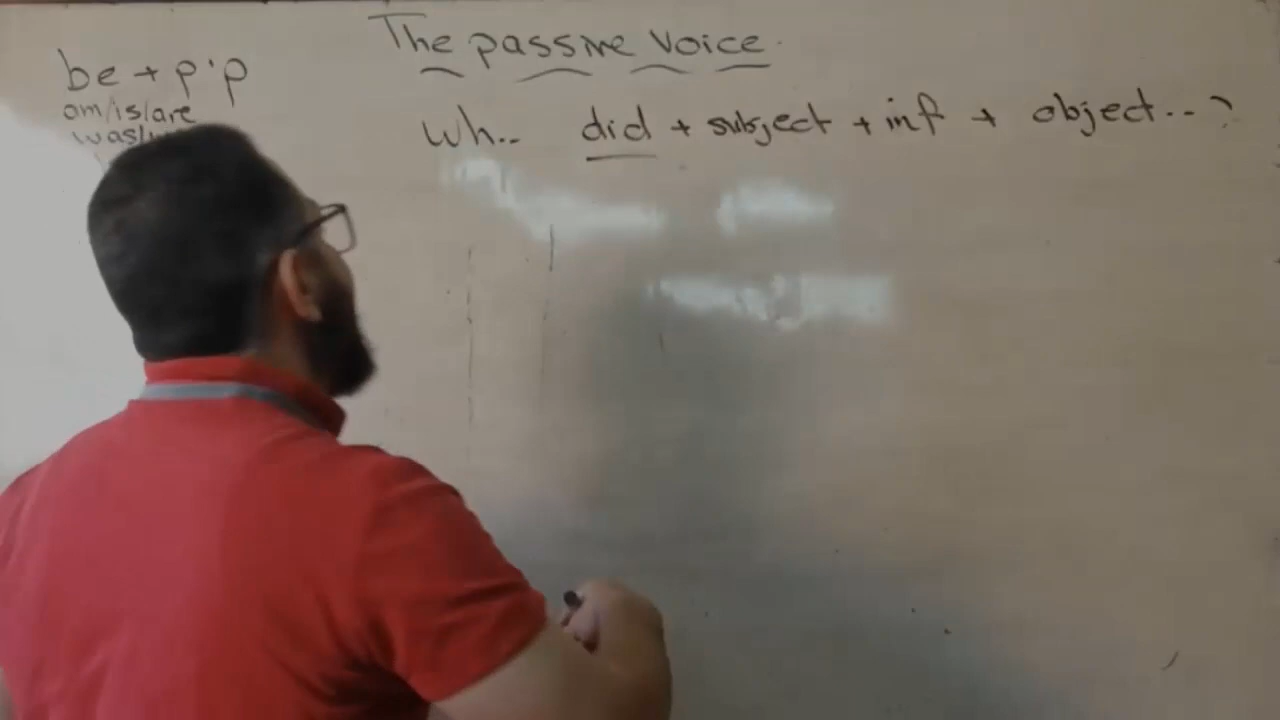 The passive voice
be + p.p
am/is/are
Wh.. did + subject + inf + object...?